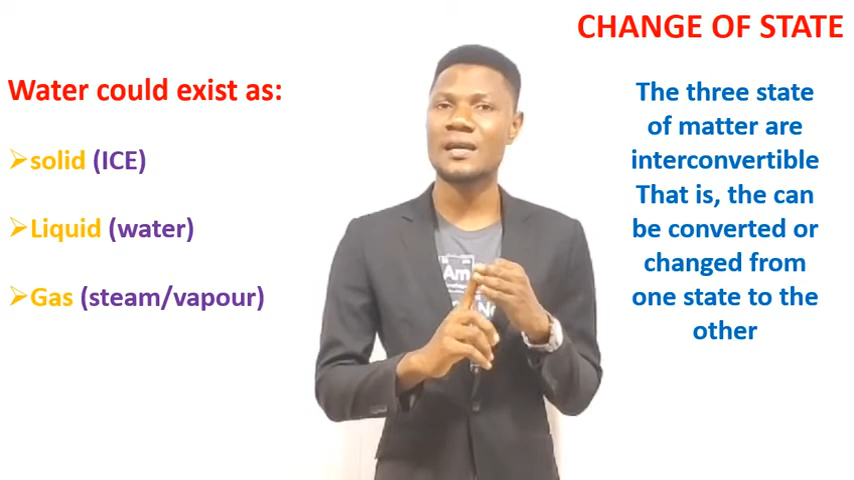 CHANGE OF STATE
Water could exist as:
solid (ICE)
Liquid (water)
Gas (steam/vapour)
The three state
of matter are
interconvertible
That is, the can
be converted or
changed from
one state to the
other
Am